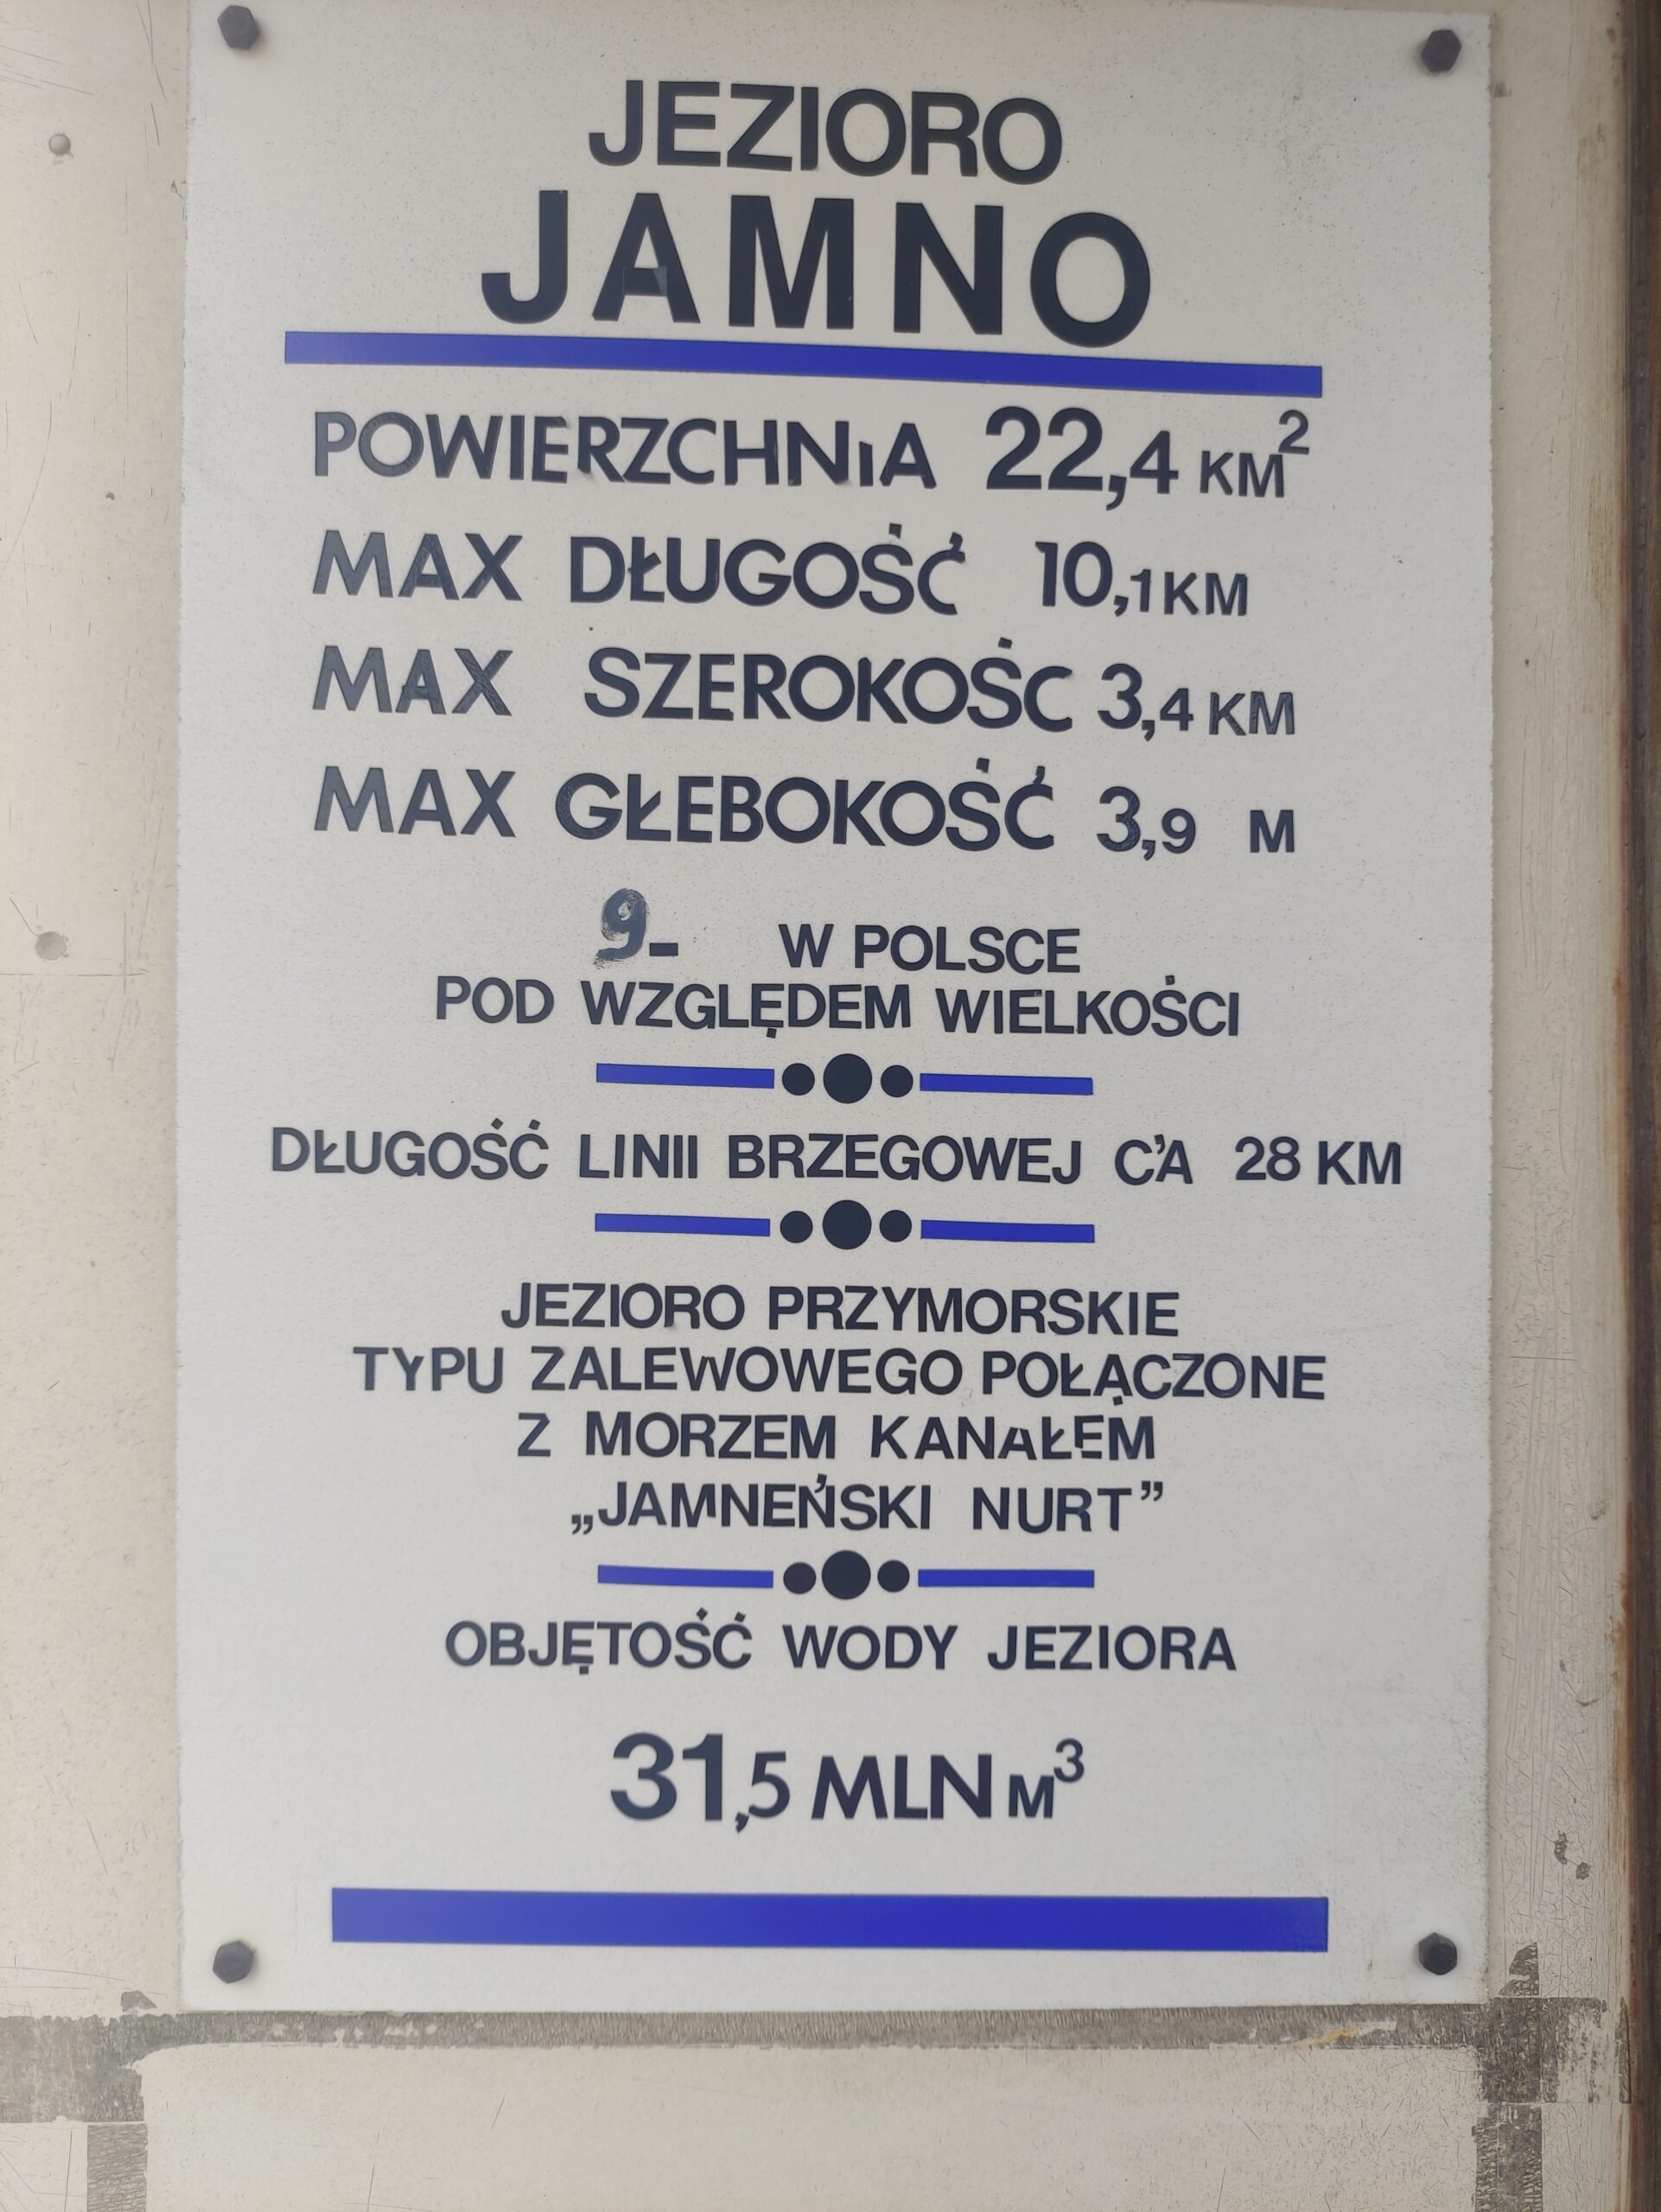 JEZIORO
JAMNO
POWIERZCHNiA 22,4 KM²
MAX DŁUGOŚĆ 10,1 KM
MAX SZEROKOŚC 3,4 KM
MAX GŁEBOKOŚĆ 3,9 M
9- W POLSCE
POD WZGLĘDEM WIELKOŚCI
DŁUGOŚĆ LINII BRZEGOWEJ C'A 28 KM
JEZIORO PRZYMORSKIE
TYPU ZALEWOWEGO POŁĄCZONE
Z MORZEM KANAŁEM
„JAMNEŃSKI NURT”
OBJĘTOŚĆ WODY JEZIORA
31,5 MLN M³